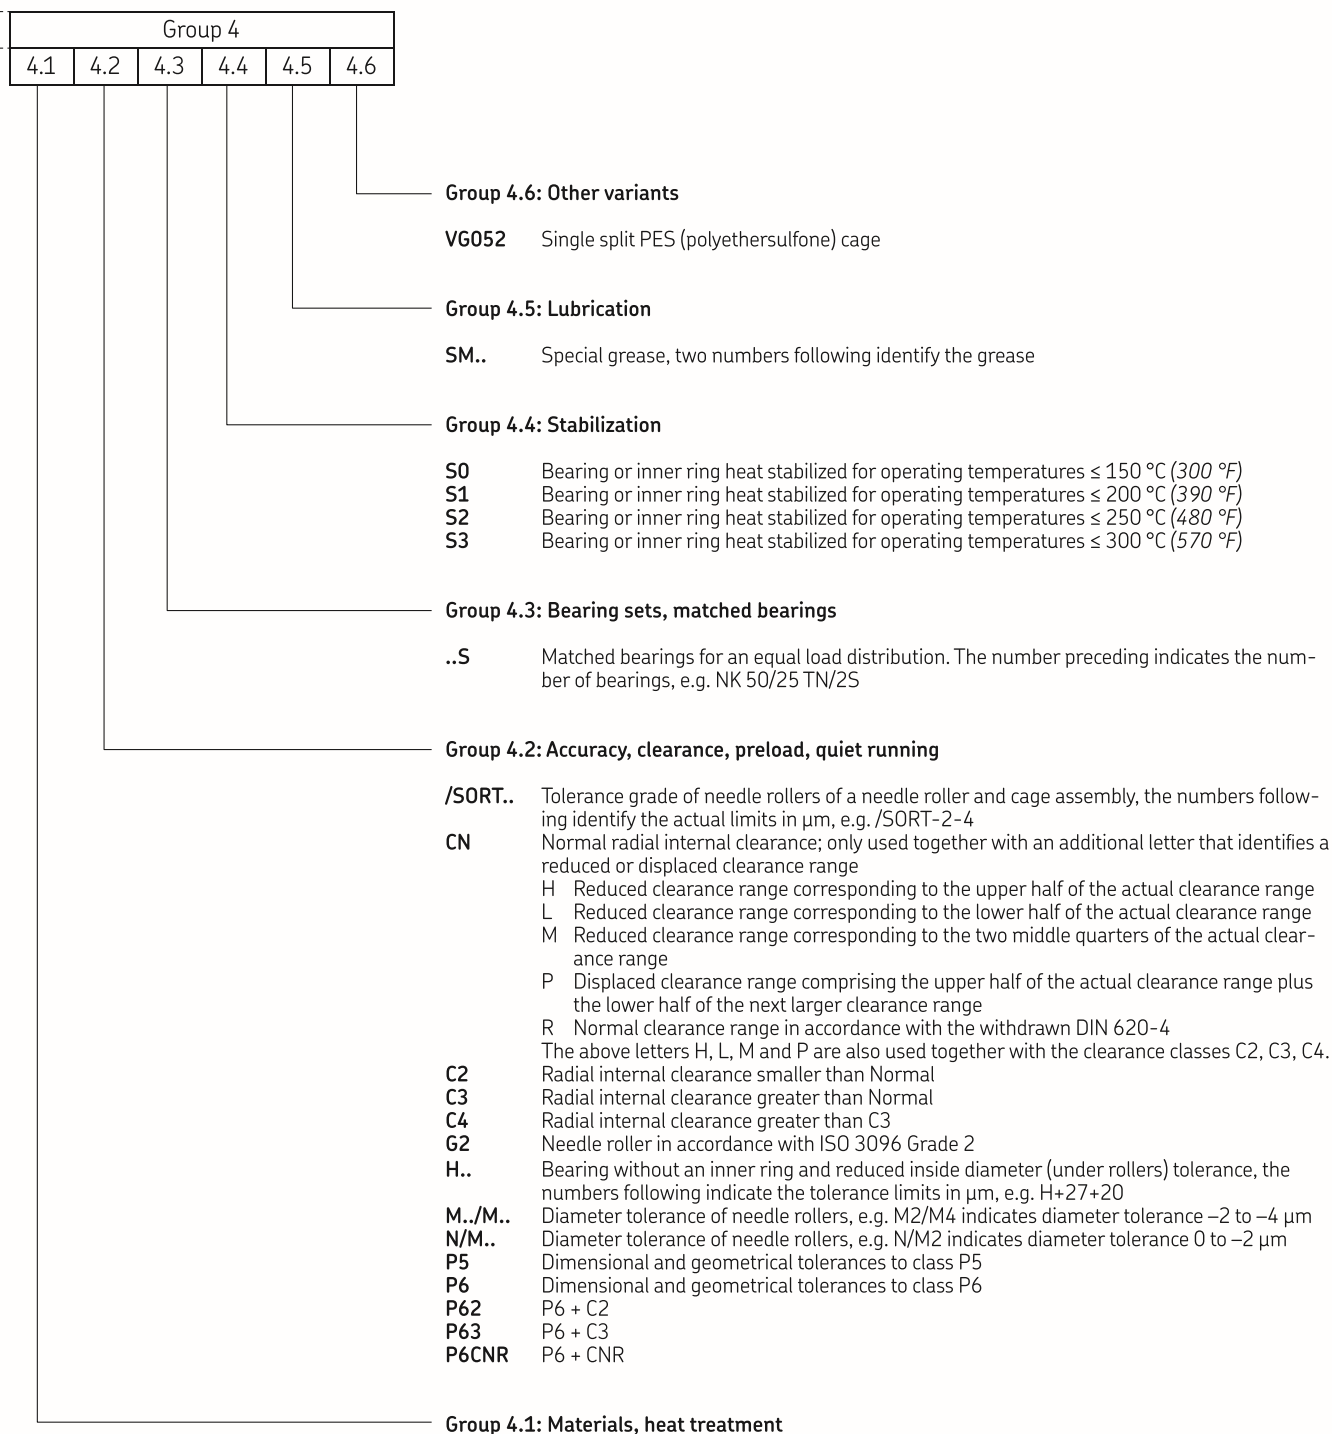 Group 4
4.1 4.2 4.3 4.4 4.5 4.6
Group 4.6: Other variants
VG052 Single split PES (polyethersulfone) cage
Group 4.5: Lubrication
SM.. Special grease, two numbers following identify the grease
Group 4.4: Stabilization
S0 Bearing or inner ring heat stabilized for operating temperatures ≤ 150 °C (300 °F)
S1 Bearing or inner ring heat stabilized for operating temperatures ≤ 200 °C (390 °F)
S2 Bearing or inner ring heat stabilized for operating temperatures ≤ 250 °C (480 °F)
S3 Bearing or inner ring heat stabilized for operating temperatures ≤ 300 °C (570 °F)
Group 4.3: Bearing sets, matched bearings
..S Matched bearings for an equal load distribution. The number preceding indicates the num-
ber of bearings, e.g. NK 50/25 TN/2S
Group 4.2: Accuracy, clearance, preload, quiet running
/SORT.. Tolerance grade of needle rollers of a needle roller and cage assembly, the numbers follow-
ing identify the actual limits in µm, e.g. /SORT-2-4
CN Normal radial internal clearance; only used together with an additional letter that identifies a
reduced or displaced clearance range
H Reduced clearance range corresponding to the upper half of the actual clearance range
L Reduced clearance range corresponding to the lower half of the actual clearance range
M Reduced clearance range corresponding to the two middle quarters of the actual clear-
ance range
P Displaced clearance range comprising the upper half of the actual clearance range plus
the lower half of the next larger clearance range
R Normal clearance range in accordance with the withdrawn DIN 620-4
The above letters H, L, M and P are also used together with the clearance classes C2, C3, C4.
C2 Radial internal clearance smaller than Normal
C3 Radial internal clearance greater than Normal
C4 Radial internal clearance greater than C3
G2 Needle roller in accordance with ISO 3096 Grade 2
H.. Bearing without an inner ring and reduced inside diameter (under rollers) tolerance, the
numbers following indicate the tolerance limits in µm, e.g. H+27+20
M../M.. Diameter tolerance of needle rollers, e.g. M2/M4 indicates diameter tolerance –2 to –4 µm
N/M.. Diameter tolerance of needle rollers, e.g. N/M2 indicates diameter tolerance 0 to –2 µm
P5 Dimensional and geometrical tolerances to class P5
P6 Dimensional and geometrical tolerances to class P6
P62 P6 + C2
P63 P6 + C3
P6CNR P6 + CNR
Group 4.1: Materials, heat treatment